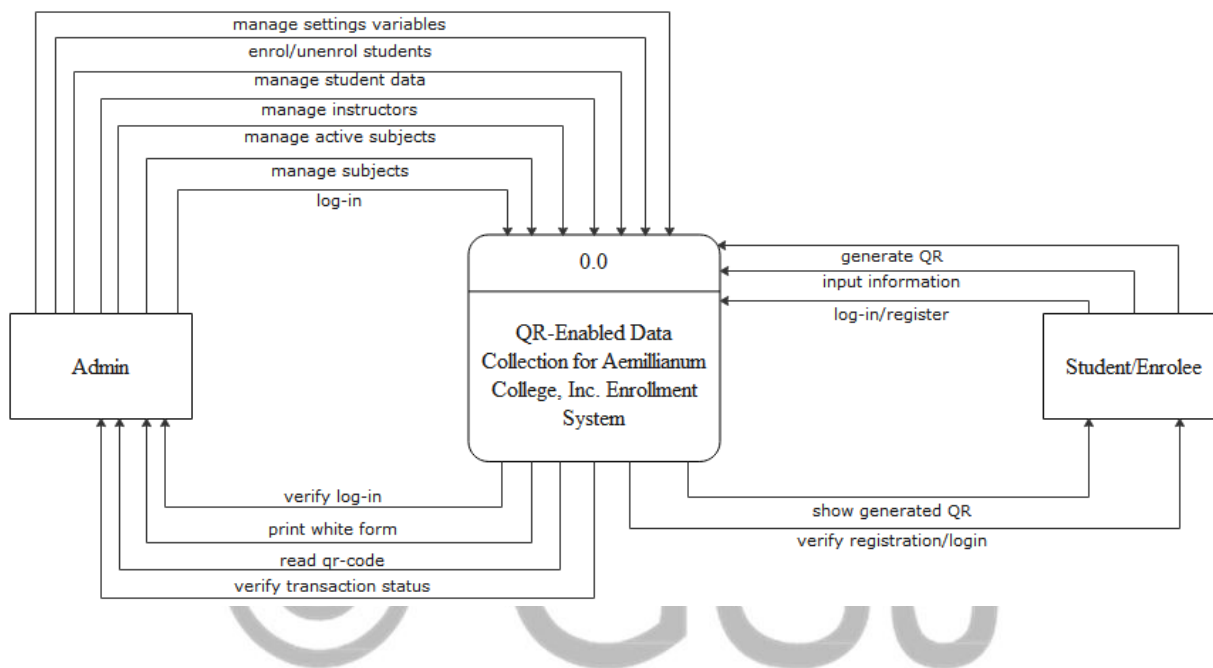 manage settings variables
enrol/unenrol students
manage student data
manage instructors
manage active subjects
manage subjects
log-in
0.0
QR-Enabled Data
Collection for Aemillianum
College, Inc. Enrollment
System
Admin
generate QR
input information
log-in/register
Student/Enrolee
verify log-in
print white form
read qr-code
verify transaction status
show generated QR
verify registration/login